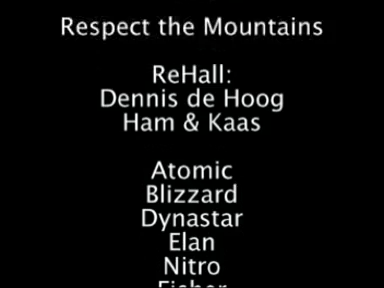 Respect the Mountains
ReHall:
Dennis de Hoog
Ham & Kaas
Atomic
Blizzard
Dynastar
Elan
Nitro